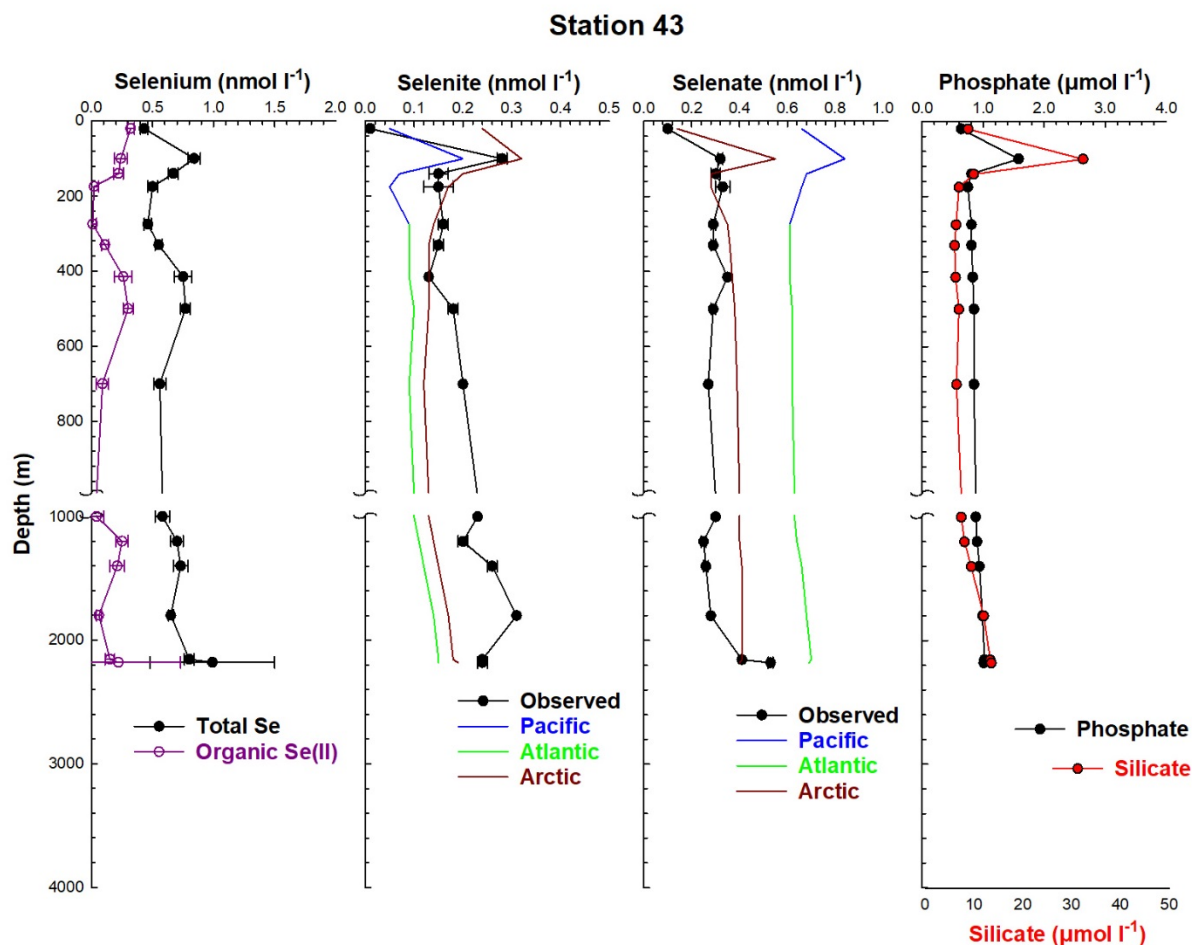 Station 43
Selenium (nmol l⁻¹)
0.0 0.5 1.0 1.5 2.0
Selenite (nmol l⁻¹)
0.0 0.1 0.2 0.3 0.4 0.5
Selenate (nmol l⁻¹)
0.0 0.2 0.4 0.6 0.8 1.0
Phosphate (µmol l⁻¹)
0.0 1.0 2.0 3.0 4.0
Depth (m)
0
200
400
600
800
1000
2000
3000
4000
Total Se
Organic Se(II)
Observed
Pacific
Atlantic
Arctic
Observed
Pacific
Atlantic
Arctic
Phosphate
Silicate
0 10 20 30 40 50
Silicate (µmol l⁻¹)